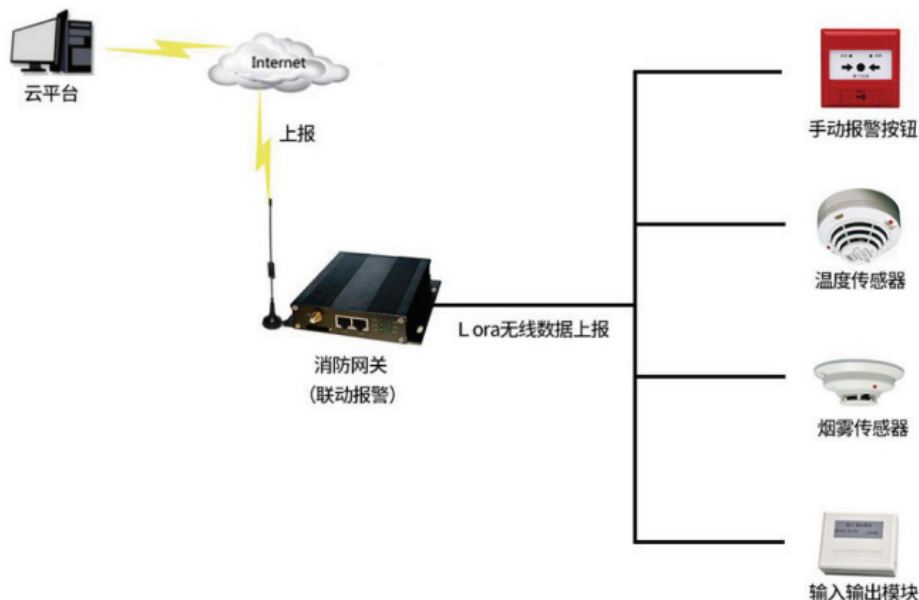 云平台
Internet
上报
消防网关
(联动报警)
Lora无线数据上报
手动报警按钮
温度传感器
烟雾传感器
输入输出模块